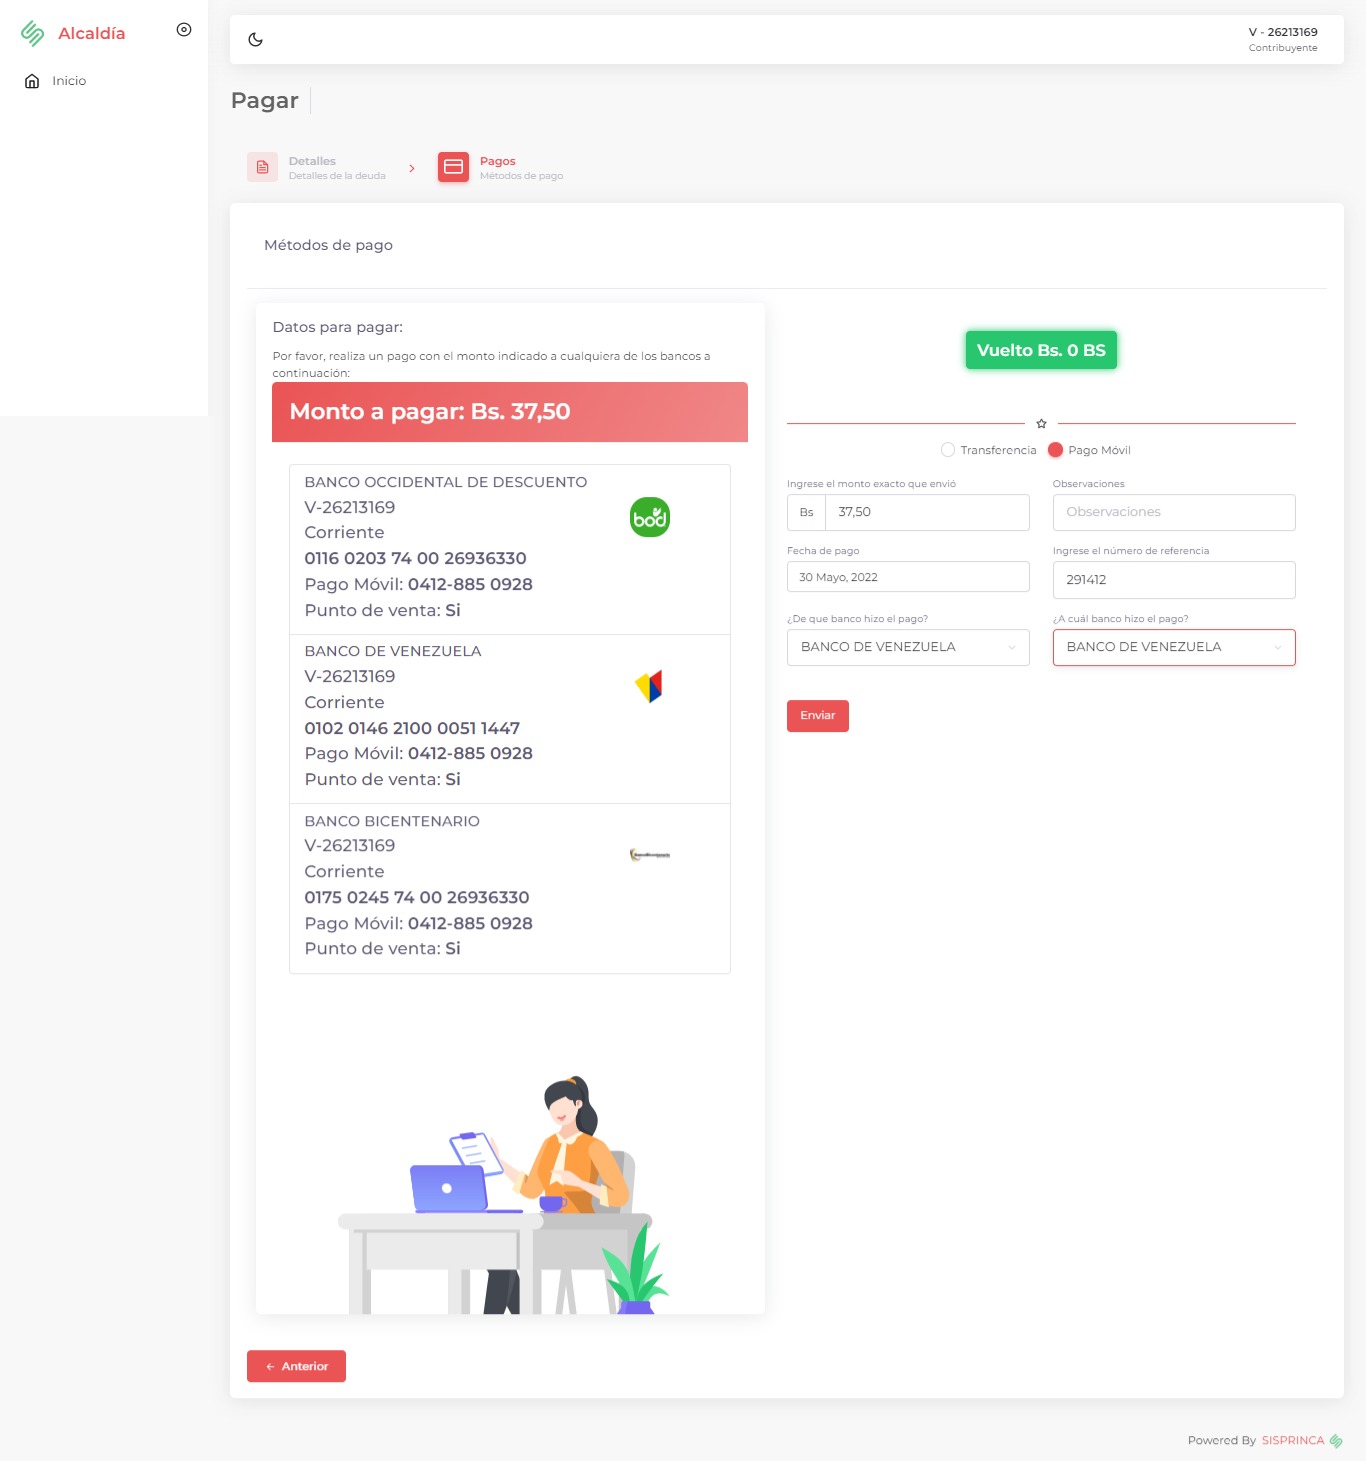 Alcaldía
Inicio
V - 26213169
Contribuyente
Pagar
Detalles
Detalles de la deuda
Pagos
Métodos de pago
Métodos de pago
Datos para pagar:
Por favor, realiza un pago con el monto indicado a cualquiera de los bancos a
continuación:
Monto a pagar: Bs. 37,50
BANCO OCCIDENTAL DE DESCUENTO
V-26213169
Corriente
0116 0203 74 00 26936330
Pago Móvil: 0412-885 0928
Punto de venta: Si
bod
BANCO DE VENEZUELA
V-26213169
Corriente
0102 0146 2100 0051 1447
Pago Móvil: 0412-885 0928
Punto de venta: Si
BANCO BICENTENARIO
V-26213169
Corriente
0175 0245 74 00 26936330
Pago Móvil: 0412-885 0928
Punto de venta: Si
Vuelto Bs. 0 BS
Transferencia
Pago Móvil
Ingrese el monto exacto que envió
Observaciones
Bs 37,50
Observaciones
Fecha de pago
Ingrese el número de referencia
30 Mayo, 2022
291412
¿De que banco hizo el pago?
¿A cuál banco hizo el pago?
BANCO DE VENEZUELA
BANCO DE VENEZUELA
Enviar
Anterior
Powered By SISPRINCA